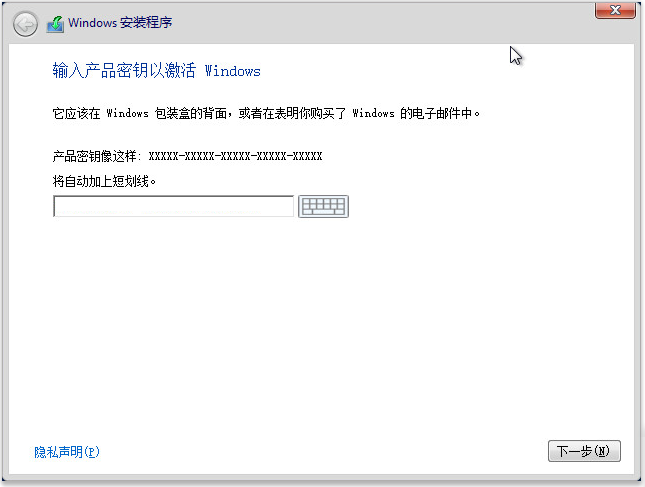 Windows 安装程序
输入产品密钥以激活 Windows
它应该在 Windows 包装盒的背面，或者在表明你购买了 Windows 的电子邮件中。
产品密钥像这样: XXXXX-XXXXX-XXXXX-XXXXX-XXXXX
将自动加上短划线。
隐私声明(P)
下一步(N)